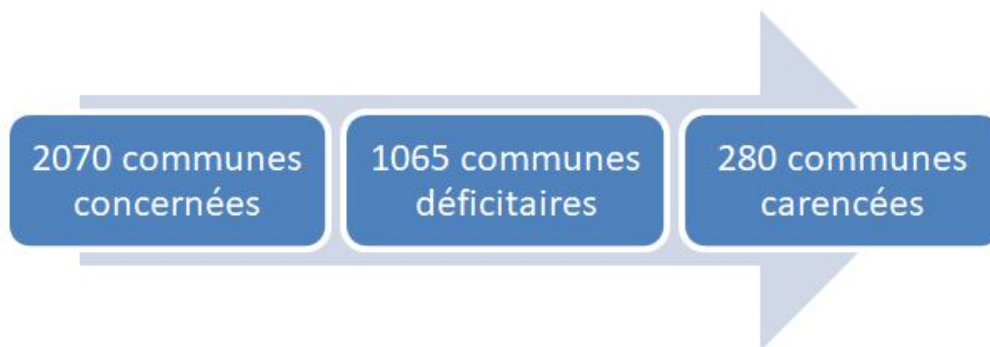 2070 communes
concernées
1065 communes
déficitaires
280 communes
carencées